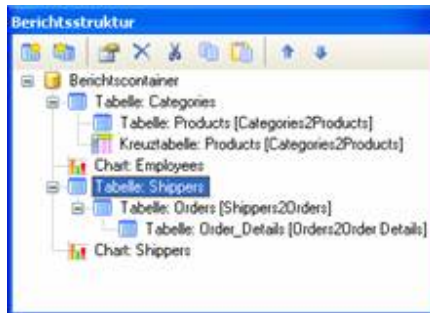 Berichtsstruktur
Berichtscontainer
Tabelle: Categories
Tabelle: Products [Categories2Products]
Kreuztabelle: Products [Categories2Products]
Chart: Employees
Tabelle: Shippers
Tabelle: Orders [Shippers2Orders]
Tabelle: Order_Details [Orders2Order Details]
Chart: Shippers